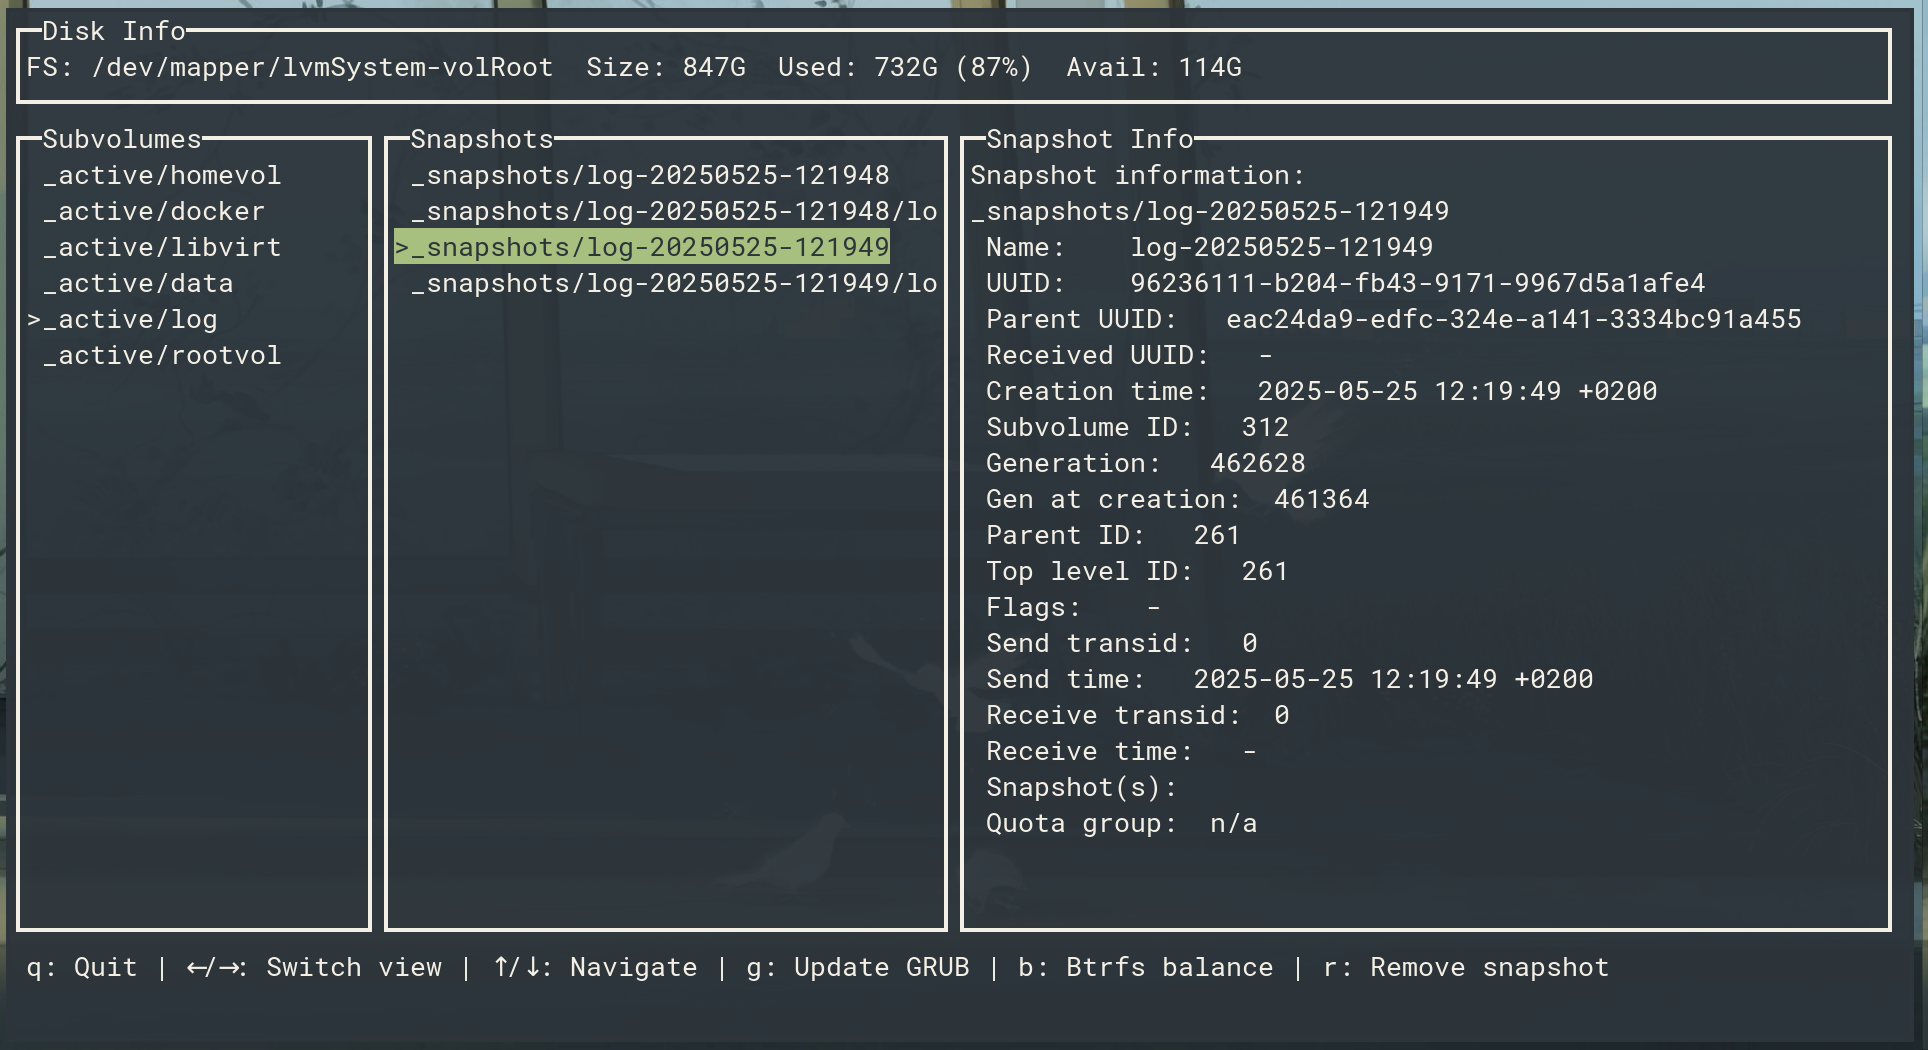 Disk Info
FS: /dev/mapper/lvmSystem-volRoot  Size: 847G  Used: 732G (87%)  Avail: 114G
Subvolumes
_active/homevol
_active/docker
_active/libvirt
_active/data
>_active/log
_active/rootvol
Snapshots
_snapshots/log-20250525-121948
_snapshots/log-20250525-121948/lo
>_snapshots/log-20250525-121949
_snapshots/log-20250525-121949/lo
Snapshot Info
Snapshot information:
_snapshots/log-20250525-121949
Name:    log-20250525-121949
UUID:    96236111-b204-fb43-9171-9967d5a1afe4
Parent UUID:   eac24da9-edfc-324e-a141-3334bc91a455
Received UUID:   -
Creation time:   2025-05-25 12:19:49 +0200
Subvolume ID:   312
Generation:   462628
Gen at creation:  461364
Parent ID:   261
Top level ID:   261
Flags:    -
Send transid:   0
Send time:   2025-05-25 12:19:49 +0200
Receive transid:  0
Receive time:   -
Snapshot(s):
Quota group:  n/a
q: Quit | ←/→: Switch view | ↑/↓: Navigate | g: Update GRUB | b: Btrfs balance | r: Remove snapshot